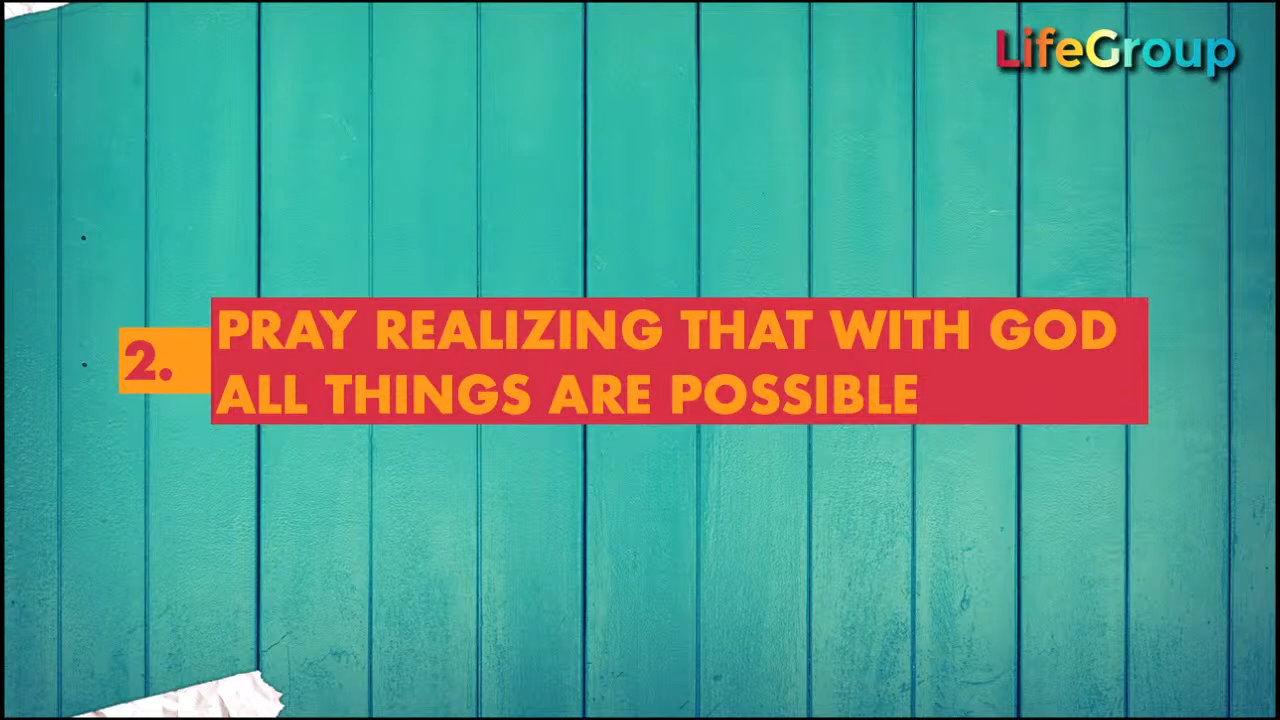 LifeGroup
2.
PRAY REALIZING THAT WITH GOD
ALL THINGS ARE POSSIBLE